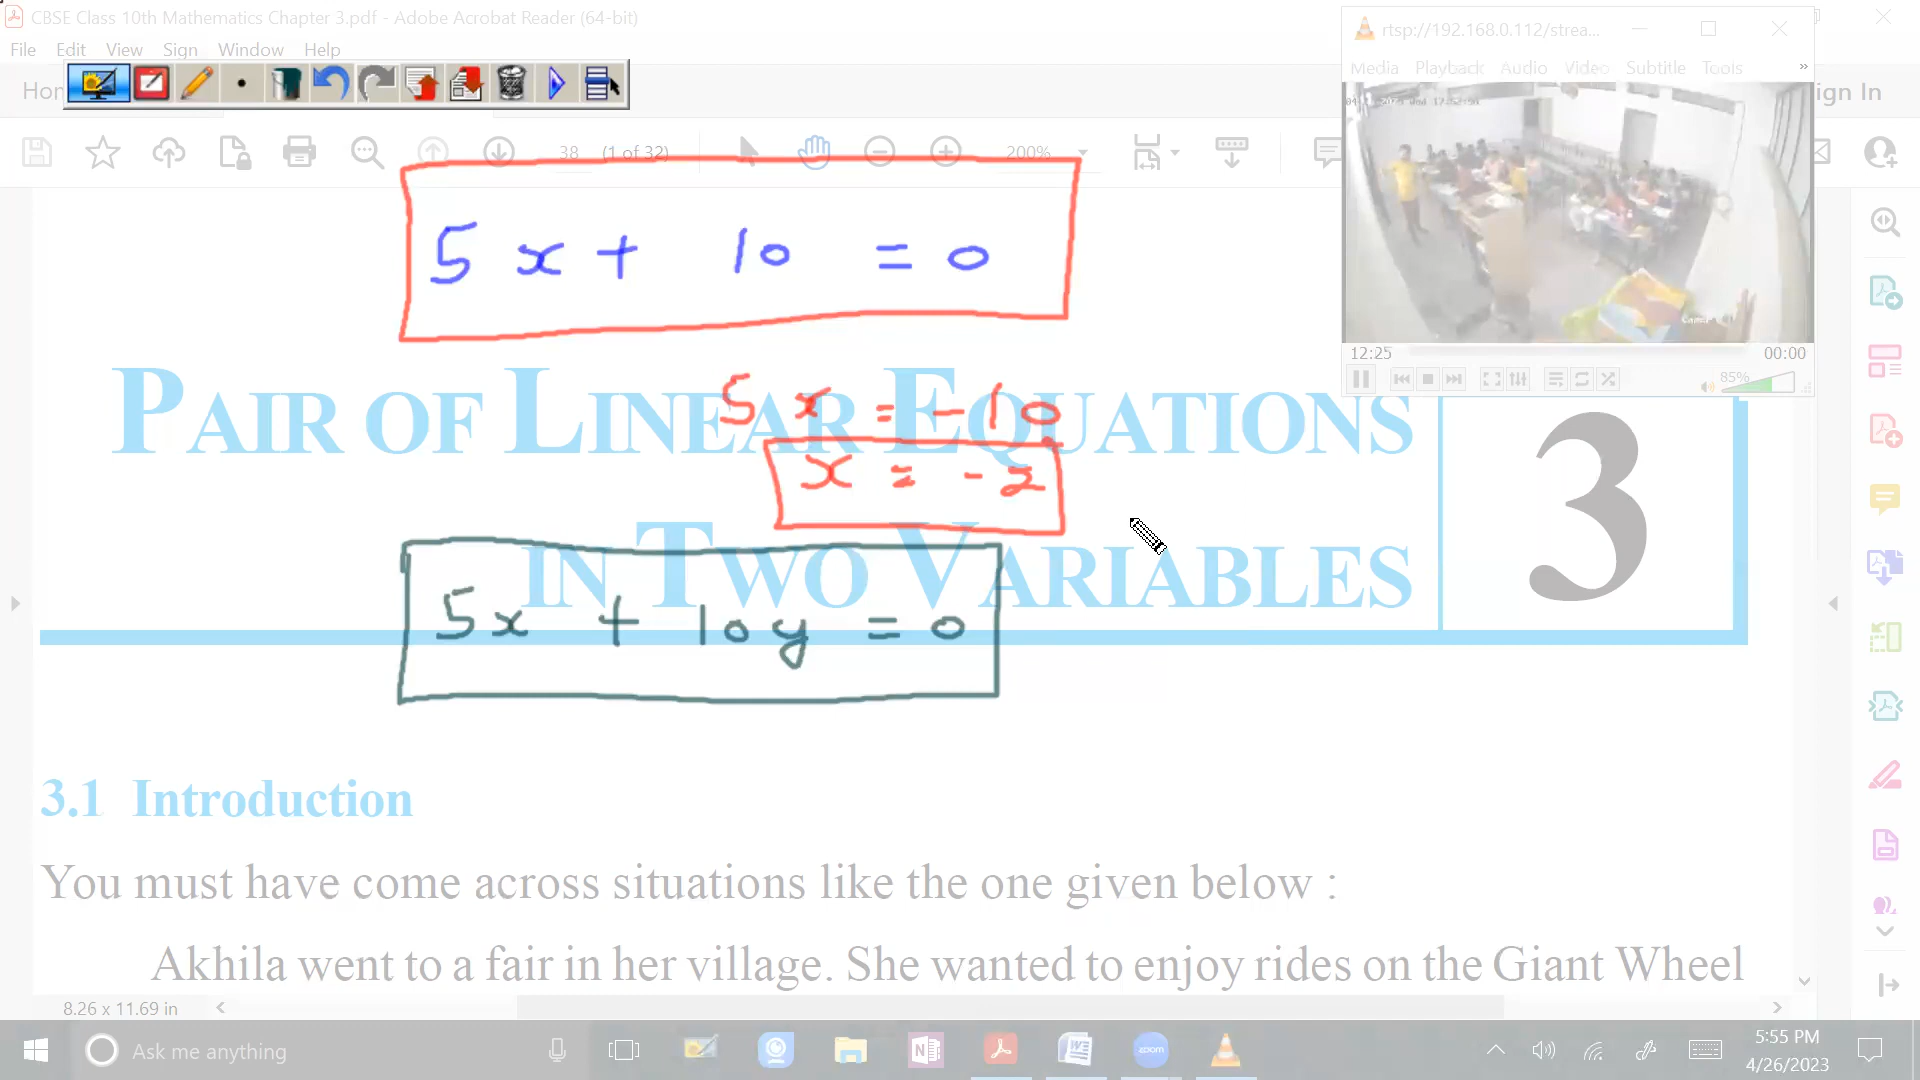 CBSE Class 10th Mathematics Chapter 3.pdf - Adobe Acrobat Reader (64-bit)
File Edit View Sign Window Help
rtsp://192.168.0.112/strea...
Media Playback Audio Video Subtitle Tools »
Hor
ign In
38 (1 of 32)
200%
5x + 10 = 0
12:25 00:00
85%
PAIR OF LINEAR EQUATIONS
IN TWO VARIABLES
3
5x = -10
x = -2
5x + 10y = 0
3.1 Introduction
You must have come across situations like the one given below :
Akhila went to a fair in her village. She wanted to enjoy rides on the Giant Wheel
8.26 x 11.69 in
Ask me anything
zoom
5:55 PM
4/26/2023